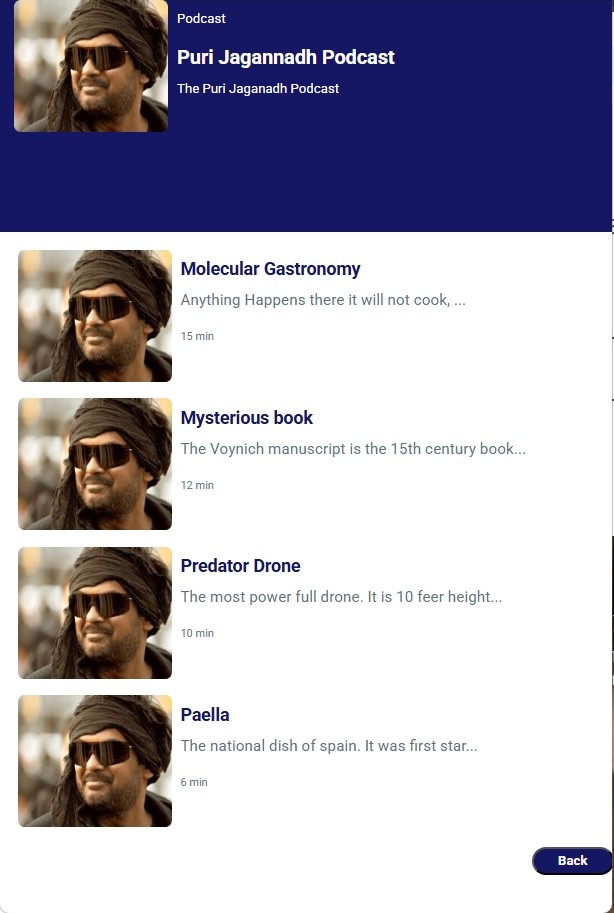 Podcast
Puri Jagannadh Podcast
The Puri Jaganadh Podcast
Molecular Gastronomy
Anything Happens there it will not cook, ...
15 min
Mysterious book
The Voynich manuscript is the 15th century book...
12 min
Predator Drone
The most power full drone. It is 10 feer height...
10 min
Paella
The national dish of spain. It was first star...
6 min
Back